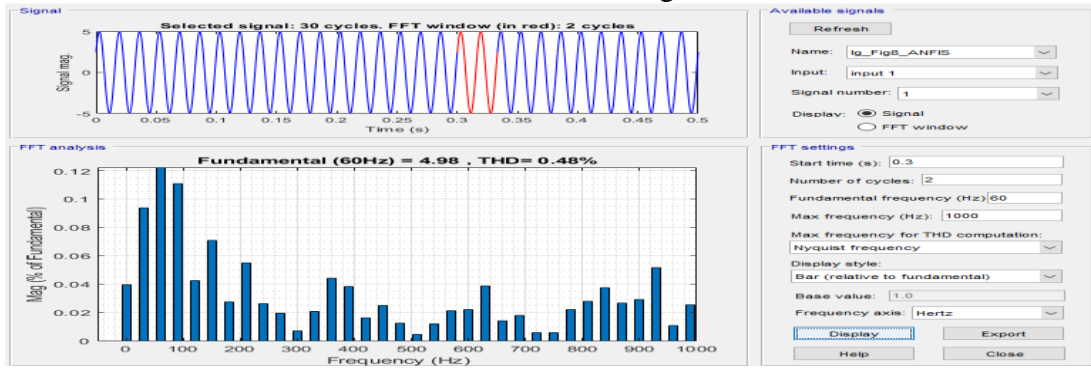 Signal
Selected signal: 30 cycles. FFT window (in red): 2 cycles
Signal mag.
5
0
-5
0 0.05 0.1 0.15 0.2 0.25 0.3 0.35 0.4 0.45 0.5
Time (s)
FFT analysis
Fundamental (60Hz) = 4.98 , THD= 0.48%
Mag (% of Fundamental)
0.12
0.1
0.08
0.06
0.04
0.02
0
0 100 200 300 400 500 600 700 800 900 1000
Frequency (Hz)
Available signals
Refresh
Name: Ig_Fig8_ANFIS
Input: input 1
Signal number: 1
Display: Signal
FFT window
FFT settings
Start time (s): 0.3
Number of cycles: 2
Fundamental frequency (Hz) 60
Max frequency (Hz): 1000
Max frequency for THD computation:
Nyquist frequency
Display style:
Bar (relative to fundamental)
Base value: 1.0
Frequency axis: Hertz
Display Export
Help Close